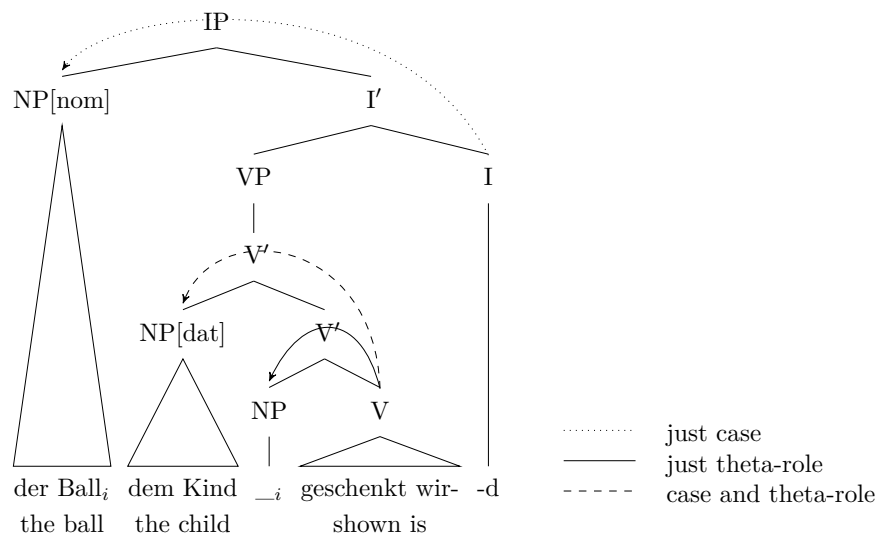 IP
NP[nom] I′
VP I
V′
NP[dat] V′
NP V
der Ballᵢ dem Kind _ᵢ geschenkt wir- -d
the ball the child shown is
just case
just theta-role
case and theta-role